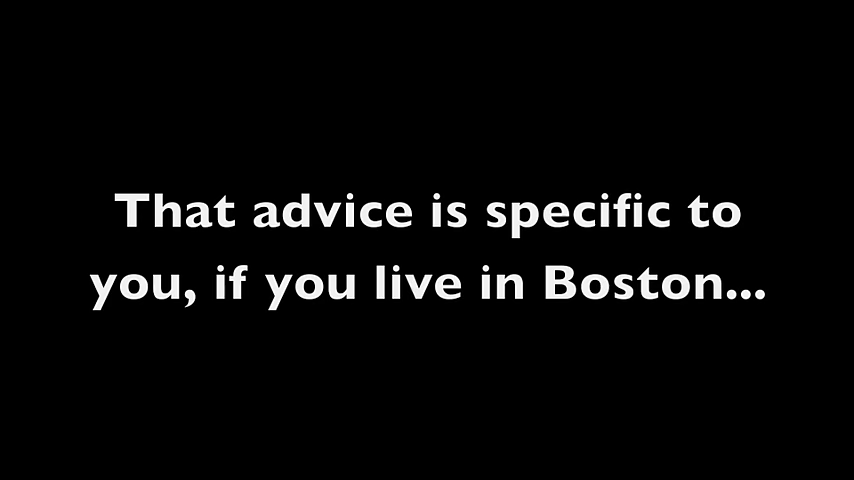 That advice is specific to
you, if you live in Boston...